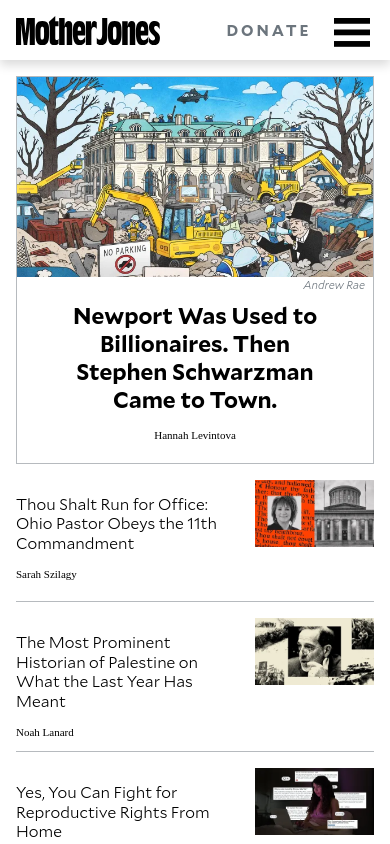 Mother Jones
DONATE
NO PARKING
Andrew Rae
Newport Was Used to
Billionaires. Then
Stephen Schwarzman
Came to Town.
Hannah Levintova
Thou Shalt Run for Office:
Ohio Pastor Obeys the 11th
Commandment
Sarah Szilagy
The Most Prominent
Historian of Palestine on
What the Last Year Has
Meant
Noah Lanard
Yes, You Can Fight for
Reproductive Rights From
Home